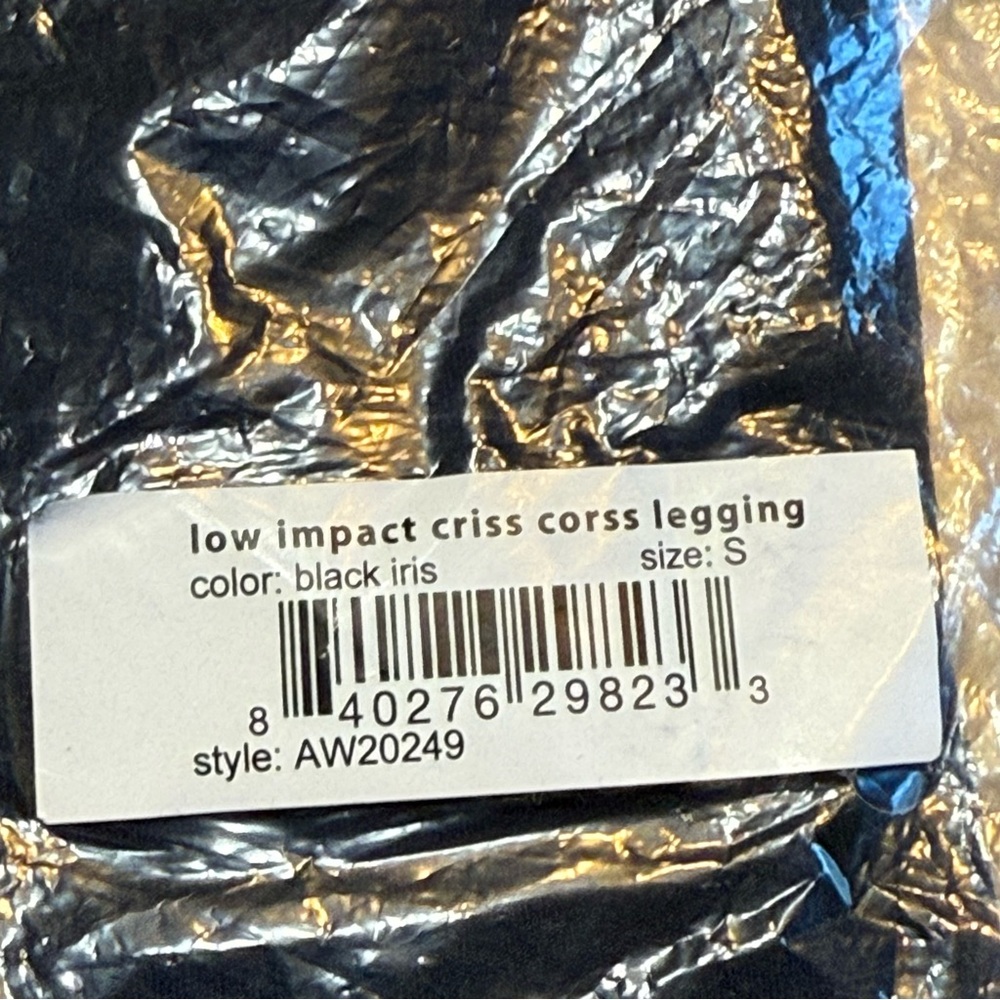 low impact criss corss legging
color: black iris size: S
8 40276 29823 3
style: AW20249